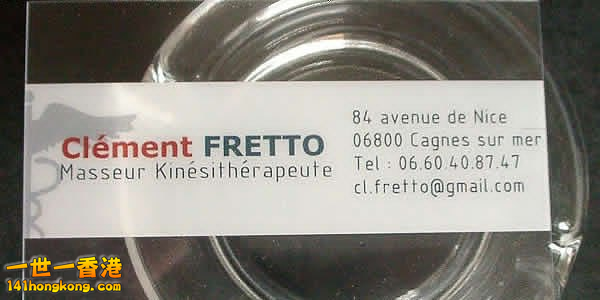 Clément FRETTO
Masseur Kinésithérapeute
84 avenue de Nice
06800 Cagnes sur mer
Tel : 06.60.40.87.47
cl.fretto@gmail.com
一世一香港
141hongkong.com